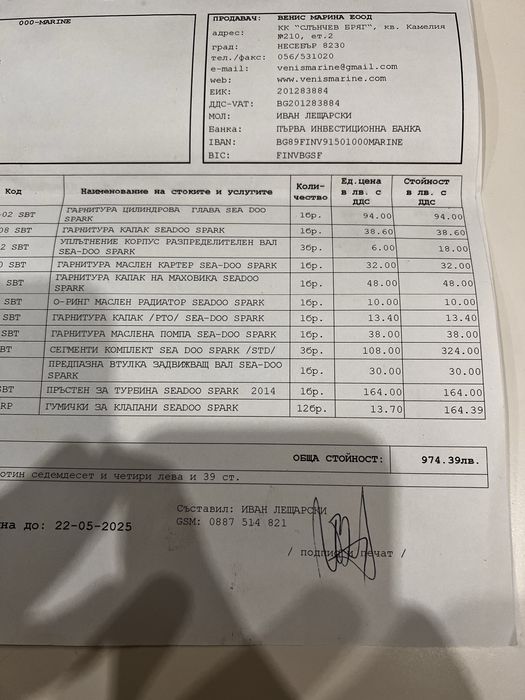 000-MARINE
ПРОДАВАЧ: ВЕНИС МАРИНА ЕООД
адрес: КК "СЛЪНЧЕВ БРЯГ", кв. Камелия
№210, ет.2
град: НЕСЕБЪР 8230
тел./факс: 056/531020
e-mail: venismarine@gmail.com
web: www.venismarine.com
ЕИК: 201283884
ДДС-VAT: BG201283884
МОЛ: ИВАН ЛЕЩАРСКИ
Банка: ПЪРВА ИНВЕСТИЦИОННА БАНКА
IBAN: BG89FINV91501000MARINE
BIC: FINVBGSF
Код Наименование на стоките и услугите Коли-чество Ед.цена в лв. с ДДС Стойност в лв. с ДДС
-02 SBT ГАРНИТУРА ЦИЛИНДРОВА ГЛАВА SEA DOO SPARK 1бр. 94.00 94.00
08 SBT ГАРНИТУРА КАПАК SEADOO SPARK 1бр. 38.60 38.60
2 SBT УПЛЪТНЕНИЕ КОРПУС РАЗПРЕДЕЛИТЕЛЕН ВАЛ SEA-DOO SPARK 3бр. 6.00 18.00
0 SBT ГАРНИТУРА МАСЛЕН КАРТЕР SEA-DOO SPARK 1бр. 32.00 32.00
SBT ГАРНИТУРА КАПАК НА МАХОВИКА SEADOO SPARK 1бр. 48.00 48.00
SBT О-РИНГ МАСЛЕН РАДИАТОР SEADOO SPARK 1бр. 10.00 10.00
SBT ГАРНИТУРА КАПАК /PTO/ SEA-DOO SPARK 1бр. 13.40 13.40
SBT ГАРНИТУРА МАСЛЕНА ПОМПА SEA-DOO SPARK 1бр. 38.00 38.00
BT СЕГМЕНТИ КОМПЛЕКТ SEA DOO SPARK /STD/ 3бр. 108.00 324.00
ПРЕДПАЗНА ВТУЛКА ЗАДВИЖВАЩ ВАЛ SEA-DOO SPARK 1бр. 30.00 30.00
SBT ПРЪСТЕН ЗА ТУРБИНА SEADOO SPARK 2014 1бр. 164.00 164.00
RP ГУМИЧКИ ЗА КЛАПАНИ SEADOO SPARK 12бр. 13.70 164.39
ОБЩА СТОЙНОСТ: 974.39лв.
отин седемдесет и четири лева и 39 ст.
на до: 22-05-2025
Съставил: ИВАН ЛЕЩАРСКИ
GSM: 0887 514 821
/ подпис и печат /